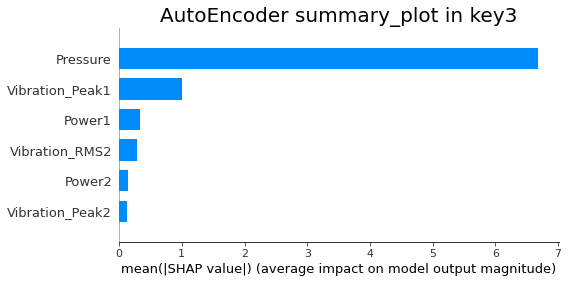 AutoEncoder summary_plot in key3
Pressure
Vibration_Peak1
Power1
Vibration_RMS2
Power2
Vibration_Peak2
0 1 2 3 4 5 6 7
mean(|SHAP value|) (average impact on model output magnitude)